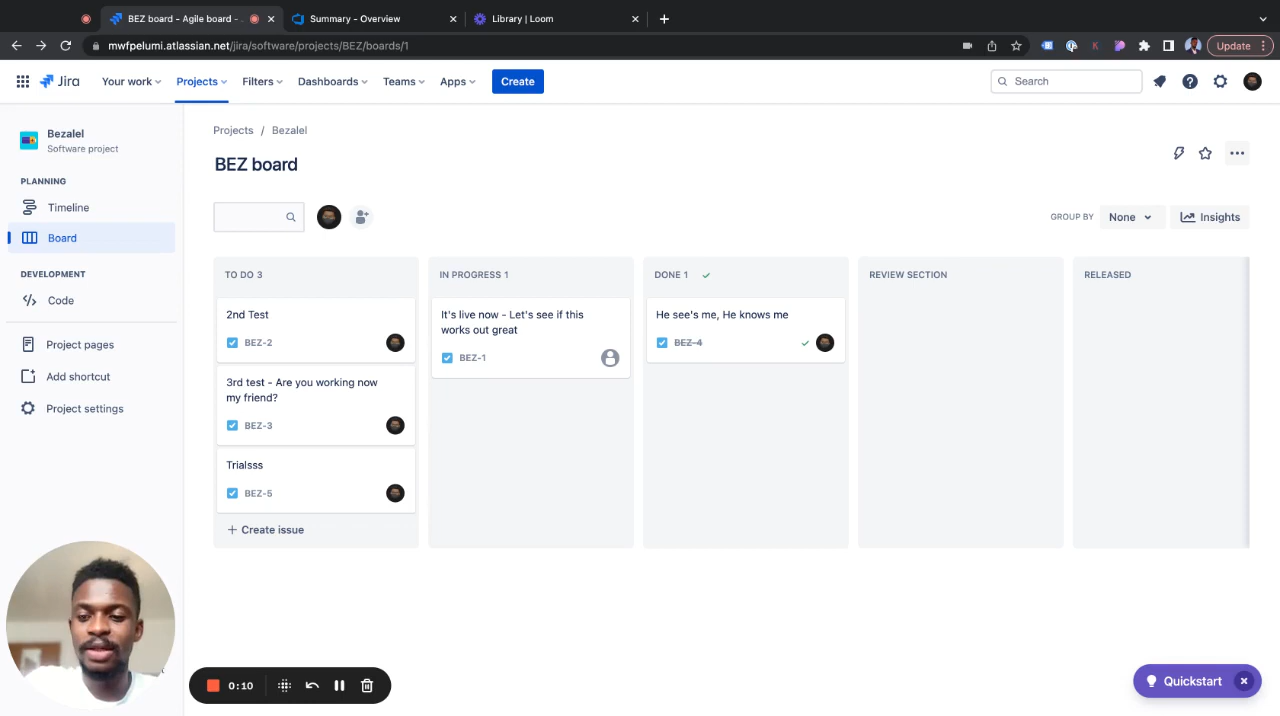 BEZ board - Agile board -
Summary - Overview
Library | Loom
mwfpelumi.atlassian.net/jira/software/projects/BEZ/boards/1
K
Update
Jira
Your work
Projects
Filters
Dashboards
Teams
Apps
Create
Search
Bezalel
Software project
PLANNING
Timeline
Board
DEVELOPMENT
Code
Project pages
Add shortcut
Project settings
Projects / Bezalel
BEZ board
GROUP BY
None
Insights
TO DO 3
2nd Test
BEZ-2
3rd test - Are you working now
my friend?
BEZ-3
Trialsss
BEZ-5
+ Create issue
IN PROGRESS 1
It's live now - Let's see if this
works out great
BEZ-1
DONE 1
He see's me, He knows me
BEZ-4
REVIEW SECTION
RELEASED
0:10
Quickstart